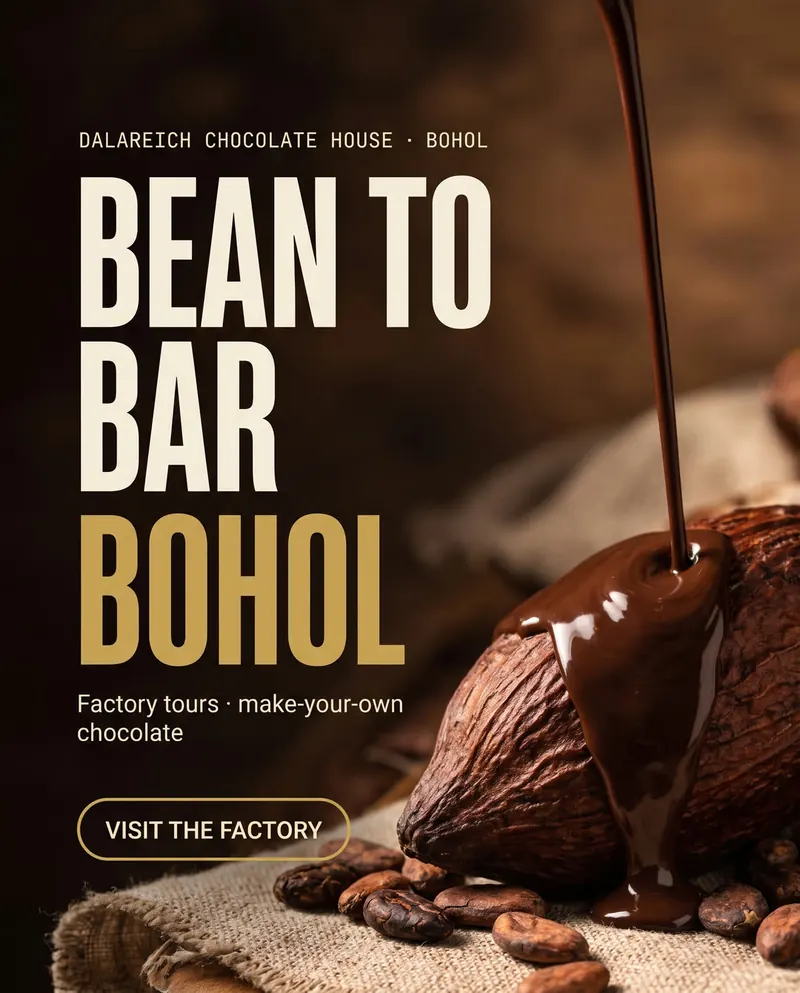 DALAREICH CHOCOLATE HOUSE · BOHOL
BEAN TO
BAR
BOHOL
Factory tours · make-your-own
chocolate
VISIT THE FACTORY